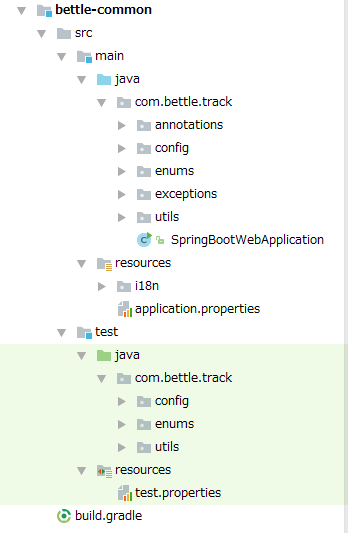 bettle-common
src
main
java
com.bettle.track
annotations
config
enums
exceptions
utils
SpringBootWebApplication
resources
i18n
application.properties
test
java
com.bettle.track
config
enums
utils
resources
test.properties
build.gradle